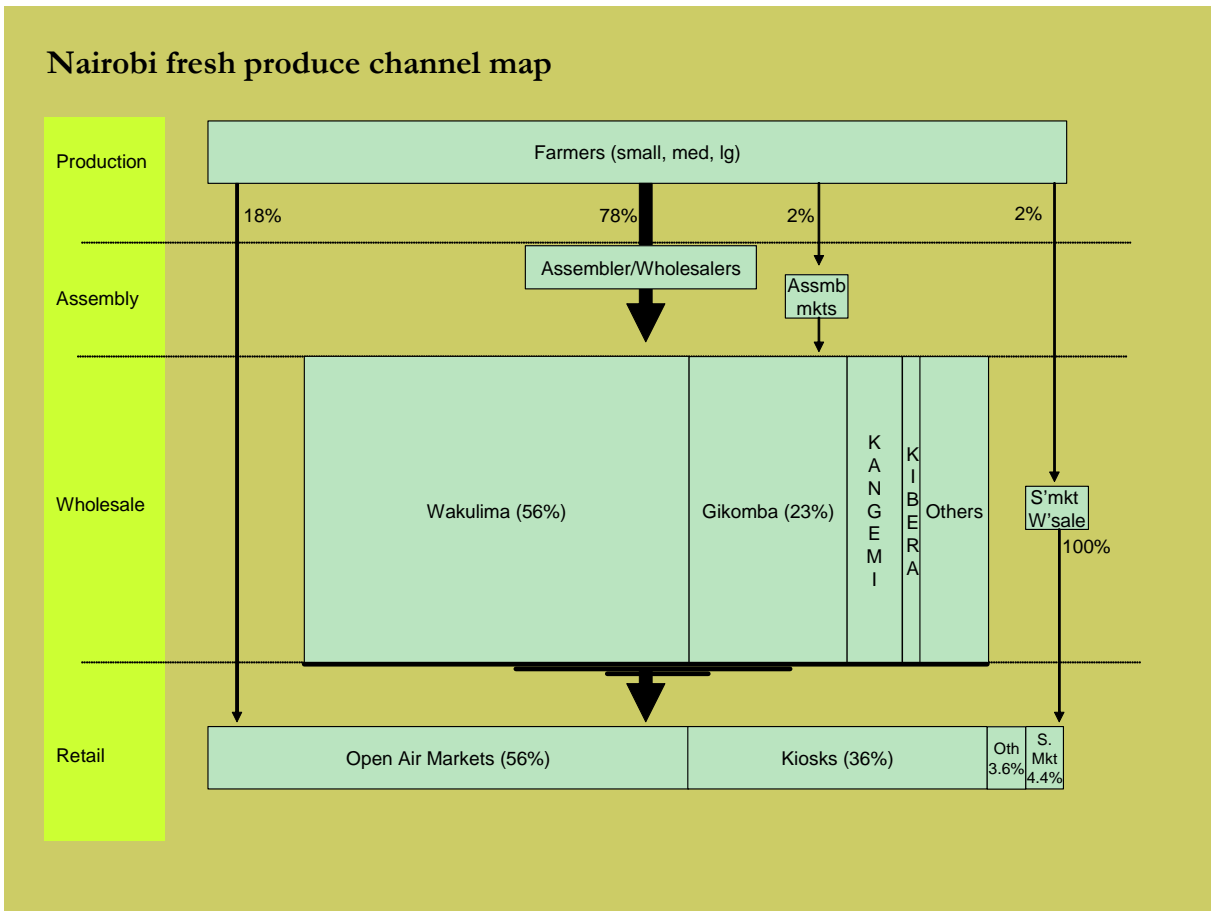 Nairobi fresh produce channel map
Production
Farmers (small, med, lg)
18%
78%
2%
2%
Assembler/Wholesalers
Assembly
Assmb
mkts
Wholesale
Wakulima (56%)
Gikomba (23%)
KANGEMI
KIBERA
Others
S'mkt
W'sale
100%
Retail
Open Air Markets (56%)
Kiosks (36%)
Oth
3.6%
S.
Mkt
4.4%